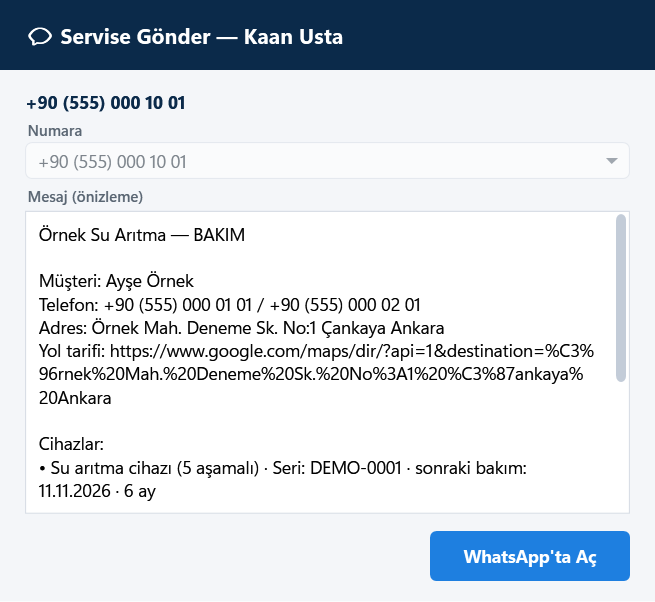 Servise Gönder — Kaan Usta
+90 (555) 000 10 01
Numara
+90 (555) 000 10 01
Mesaj (önizleme)
Örnek Su Arıtma — BAKIM
Müşteri: Ayşe Örnek
Telefon: +90 (555) 000 01 01 / +90 (555) 000 02 01
Adres: Örnek Mah. Deneme Sk. No:1 Çankaya Ankara
Yol tarifi: https://www.google.com/maps/dir/?api=1&destination=%C3%
96rnek%20Mah.%20Deneme%20Sk.%20No%3A1%20%C3%87ankaya%
20Ankara
Cihazlar:
• Su arıtma cihazı (5 aşamalı) · Seri: DEMO-0001 · sonraki bakım:
11.11.2026 · 6 ay
WhatsApp'ta Aç